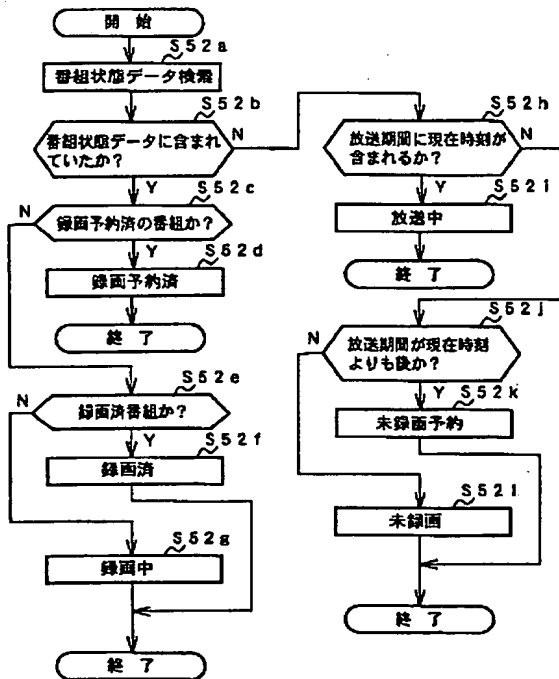 開始
S52a
番組状態データ検索
S52b
番組状態データに含まれ
ていたか？
N
Y
S52c
N
録画予約済の番組か？
Y
S52d
録画予約済
終了
S52e
N
録画済番組か？
Y
S52f
録画済
S52g
録画中
終了
S52h
放送期間に現在時刻が
含まれるか？
N
Y
S52i
放送中
終了
S52j
N
放送期間が現在時刻
よりも後か？
Y
S52k
未録画予約
S52l
未録画
終了